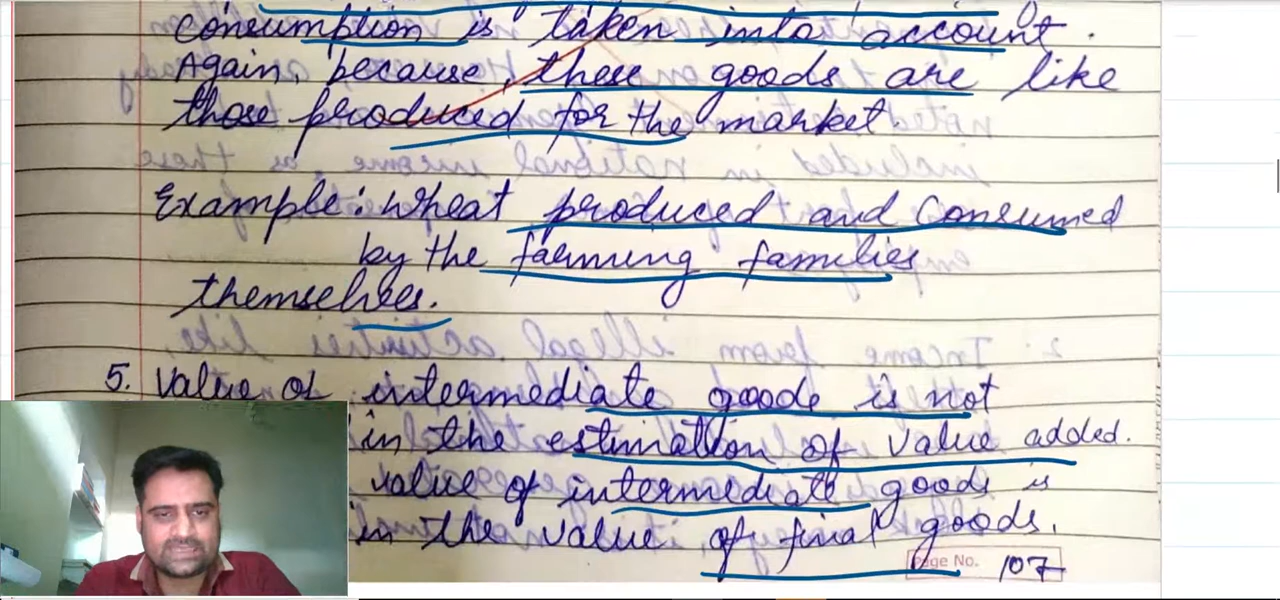 consumption is taken into account.
Again, because, these goods are like
those produced for the market
Example: wheat produced and consumed
by the farming families
themselves.
5. Value of intermediate goods is not
in the estimation of value added.
value of intermediate goods is
in the value of final goods.
Page No. 107